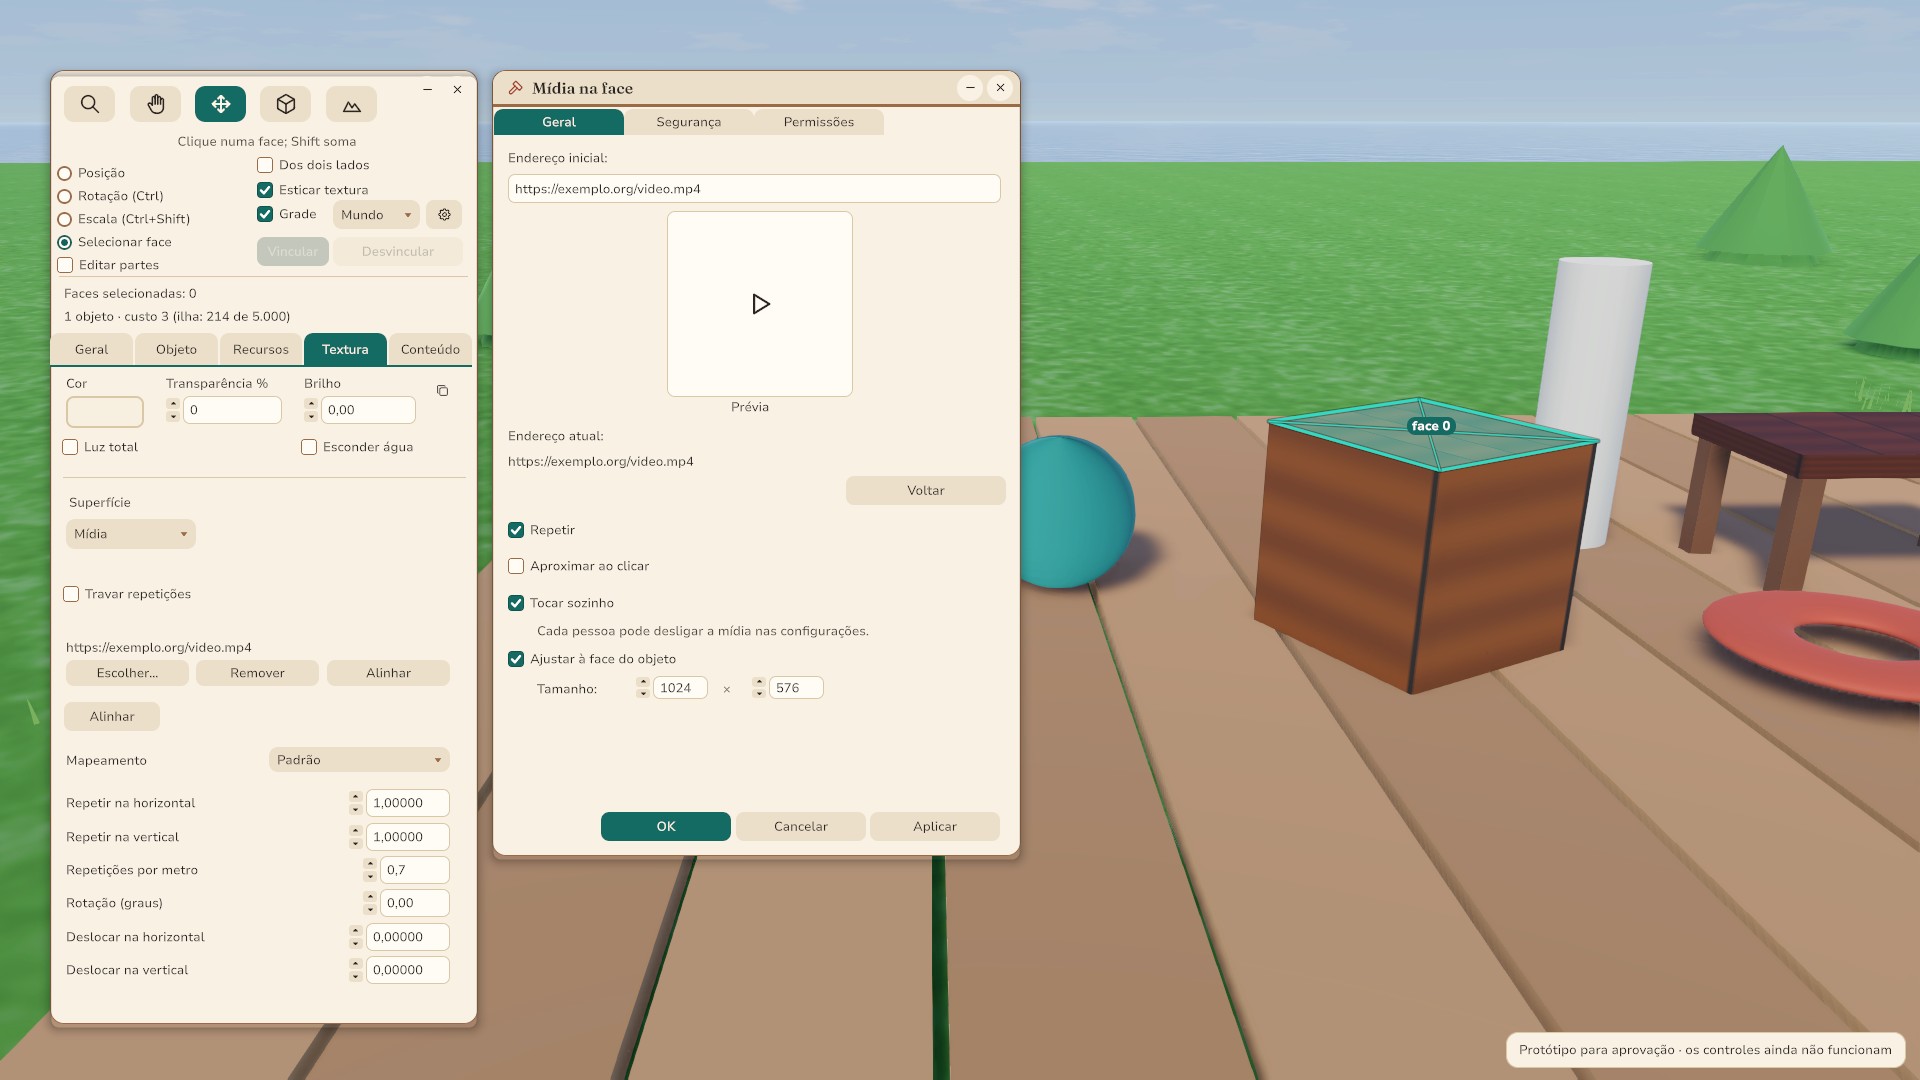 Clique numa face; Shift soma
Posição
Rotação (Ctrl)
Escala (Ctrl+Shift)
Selecionar face
Editar partes
Dos dois lados
Esticar textura
Grade
Mundo
Vincular
Desvincular
Faces selecionadas: 0
1 objeto · custo 3 (ilha: 214 de 5.000)
Geral
Objeto
Recursos
Textura
Conteúdo
Cor
Transparência %
Brilho
0
0,00
Luz total
Esconder água
Superfície
Mídia
Travar repetições
https://exemplo.org/video.mp4
Escolher...
Remover
Alinhar
Alinhar
Mapeamento
Padrão
Repetir na horizontal
1,00000
Repetir na vertical
1,00000
Repetições por metro
0,7
Rotação (graus)
0,00
Deslocar na horizontal
0,00000
Deslocar na vertical
0,00000
Mídia na face
Geral
Segurança
Permissões
Endereço inicial:
https://exemplo.org/video.mp4
Prévia
Endereço atual:
https://exemplo.org/video.mp4
Voltar
Repetir
Aproximar ao clicar
Tocar sozinho
Cada pessoa pode desligar a mídia nas configurações.
Ajustar à face do objeto
Tamanho:
1024
×
576
OK
Cancelar
Aplicar
face 0
Protótipo para aprovação · os controles ainda não funcionam